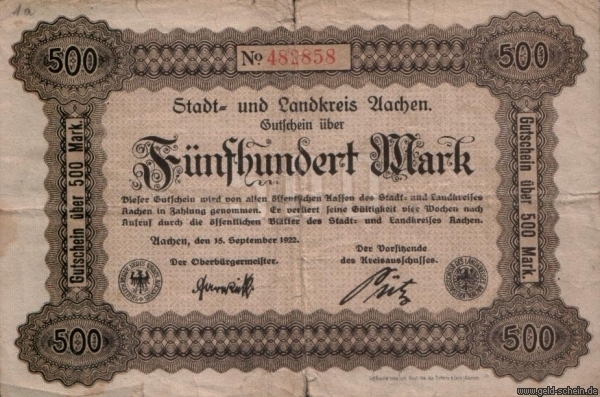 1a
500
500
No 482858
Stadt- und Landkreis Aachen.
Gutschein über
Fünfhundert Mark
Dieser Gutschein wird von allen öffentlichen Kassen des Stadt- und Landkreises
Aachen in Zahlung genommen. Er verliert seine Gültigkeit vier Wochen nach
Aufruf durch die öffentlichen Blätter des Stadt- und Landkreises Aachen.
Aachen, den 15. September 1922.
Der Oberbürgermeister.
Der Vorsitzende
des Kreisausschusses.
Gutschein über 500 Mark.
Gutschein über 500 Mark.
500
500
www.geld-schein.de